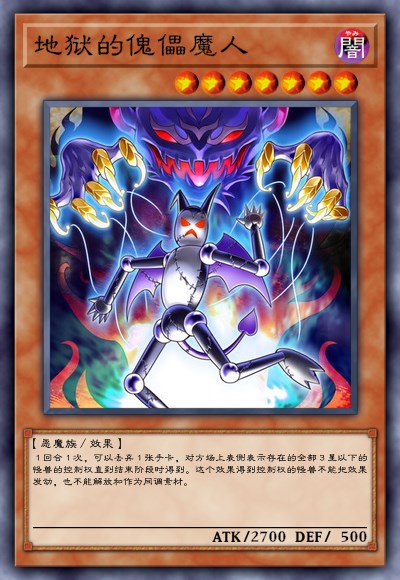 地狱的傀儡魔人
やみ
闇
【恶魔族/效果】
1回合1次，可以丢弃1张手卡，对方场上表侧表示存在的全部3星以下的
怪兽的控制权直到结束阶段时得到。这个效果得到控制权的怪兽不能把效果
发动，也不能解放和作为同调素材。
ATK/2700 DEF/ 500